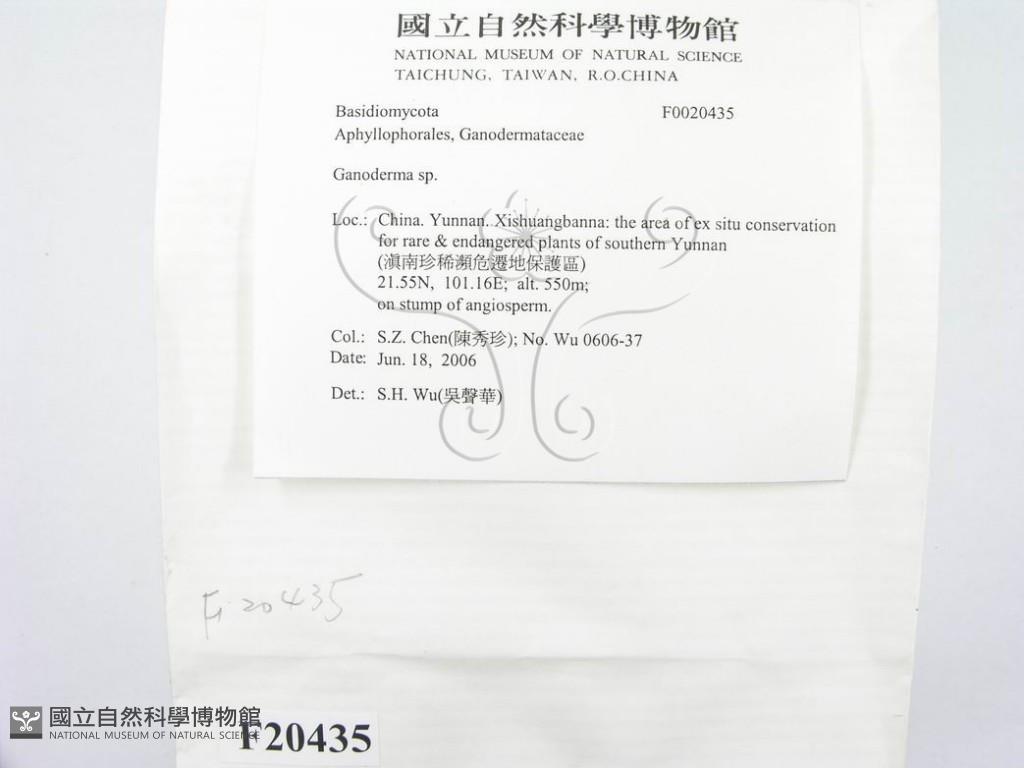 國立自然科學博物館
NATIONAL MUSEUM OF NATURAL SCIENCE
TAICHUNG, TAIWAN, R.O.CHINA
Basidiomycota F0020435
Aphyllophorales, Ganodermataceae
Ganoderma sp.
Loc.: China. Yunnan. Xishuangbanna: the area of ex situ conservation
for rare & endangered plants of southern Yunnan
(滇南珍稀瀕危遷地保護區)
21.55N, 101.16E; alt. 550m;
on stump of angiosperm.
Col.: S.Z. Chen(陳秀珍); No. Wu 0606-37
Date: Jun. 18, 2006
Det.: S.H. Wu(吳聲華)
F 20435
國立自然科學博物館
NATIONAL MUSEUM OF NATURAL SCIENCE
F20435